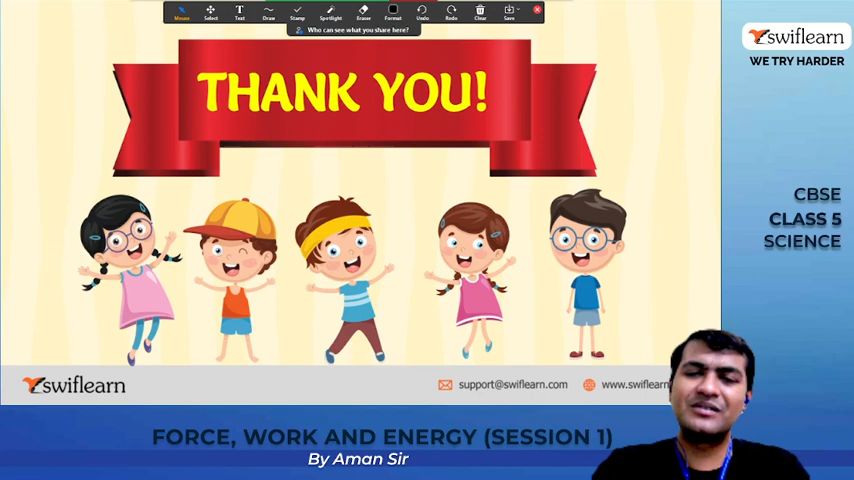 Mouse Select Text Draw Stamp Spotlight Eraser Format Undo Redo Clear Save
Who can see what you share here?
swiflearn
WE TRY HARDER
THANK YOU!
CBSE
CLASS 5
SCIENCE
swiflearn
support@swiflearn.com
www.swiflearn
FORCE, WORK AND ENERGY (SESSION 1)
By Aman Sir